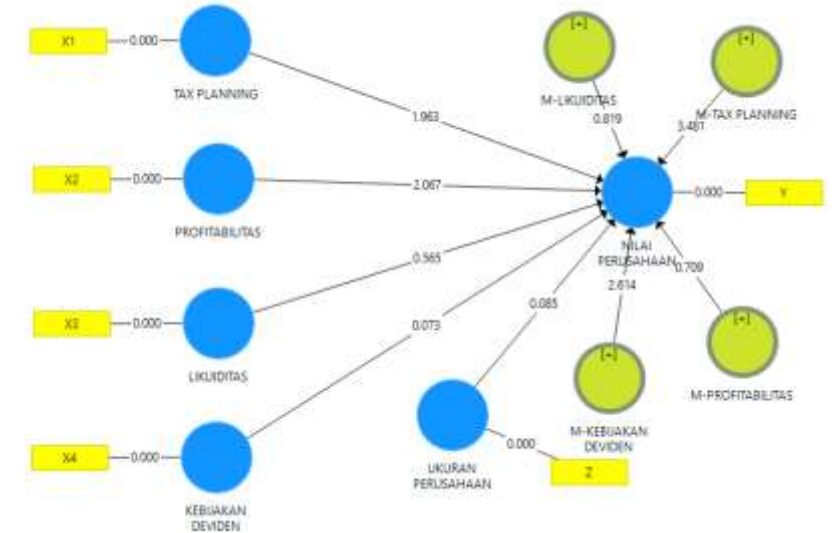 X1
0.000
TAX PLANNING
1.963
[+]
M-LIKUIDITAS
0.819
[+]
M-TAX PLANNING
3.481
X2
0.000
PROFITABILITAS
2.067
NILAI
PERUSAHAAN
0.000
Y
X3
0.000
LIKUIDITAS
0.565
0.073
0.085
2.614
0.709
[+]
M-KEBIJAKAN
DEVIDEN
[+]
M-PROFITABILITAS
X4
0.000
KEBIJAKAN
DEVIDEN
UKURAN
PERUSAHAAN
0.000
Z